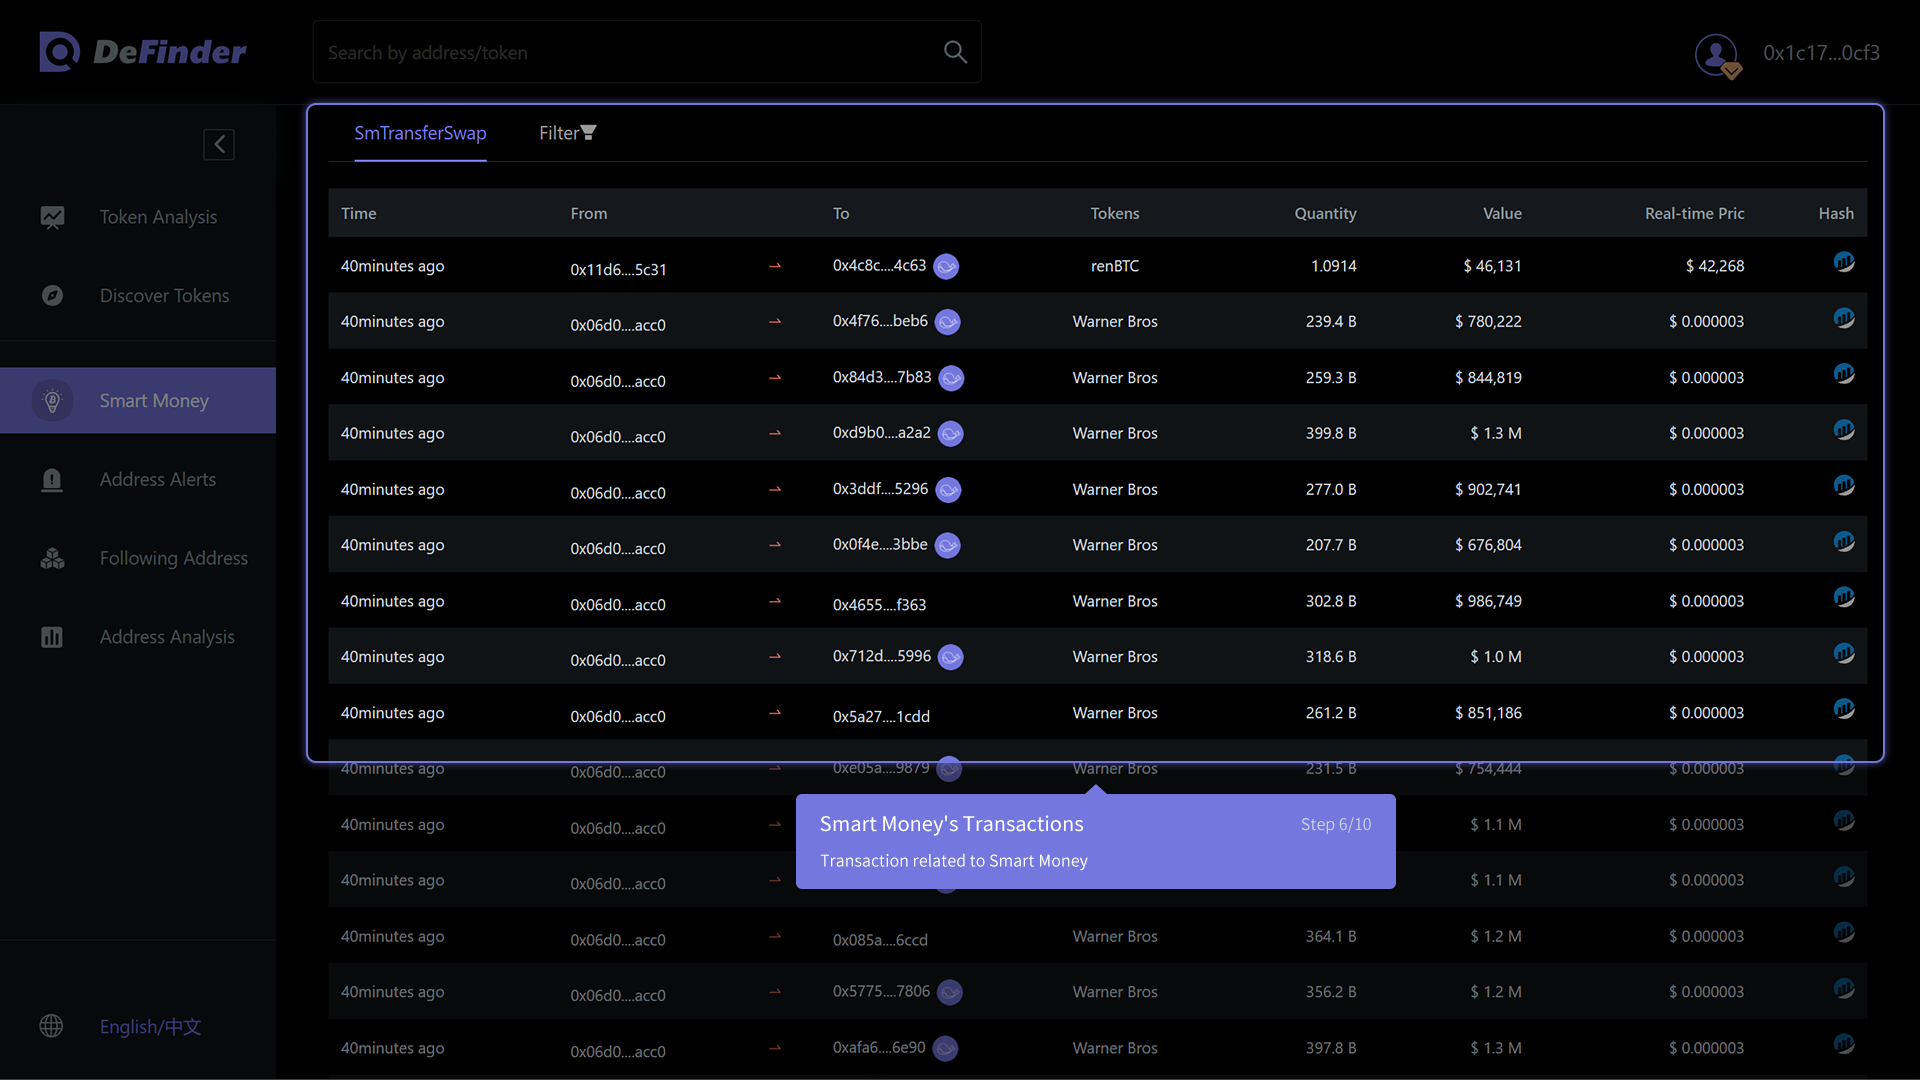 DeFinder
Search by address/token
0x1c17...0cf3
Token Analysis
Discover Tokens
Smart Money
Address Alerts
Following Address
Address Analysis
English/中文
SmTransferSwap Filter
Time From To Tokens Quantity Value Real-time Pric Hash
40minutes ago 0x11d6....5c31 0x4c8c....4c63 renBTC 1.0914 $ 46,131 $ 42,268
40minutes ago 0x06d0....acc0 0x4f76....beb6 Warner Bros 239.4 B $ 780,222 $ 0.000003
40minutes ago 0x06d0....acc0 0x84d3....7b83 Warner Bros 259.3 B $ 844,819 $ 0.000003
40minutes ago 0x06d0....acc0 0xd9b0....a2a2 Warner Bros 399.8 B $ 1.3 M $ 0.000003
40minutes ago 0x06d0....acc0 0x3ddf....5296 Warner Bros 277.0 B $ 902,741 $ 0.000003
40minutes ago 0x06d0....acc0 0x0f4e....3bbe Warner Bros 207.7 B $ 676,804 $ 0.000003
40minutes ago 0x06d0....acc0 0x4655....f363 Warner Bros 302.8 B $ 986,749 $ 0.000003
40minutes ago 0x06d0....acc0 0x712d....5996 Warner Bros 318.6 B $ 1.0 M $ 0.000003
40minutes ago 0x06d0....acc0 0x5a27....1cdd Warner Bros 261.2 B $ 851,186 $ 0.000003
40minutes ago 0x06d0....acc0 0xe05a....9879 Warner Bros 231.5 B $ 754,444 $ 0.000003
40minutes ago 0x06d0....acc0 $ 1.1 M $ 0.000003
Smart Money's Transactions Step 6/10
Transaction related to Smart Money
40minutes ago 0x06d0....acc0 $ 1.1 M $ 0.000003
40minutes ago 0x06d0....acc0 0x085a....6ccd Warner Bros 364.1 B $ 1.2 M $ 0.000003
40minutes ago 0x06d0....acc0 0x5775....7806 Warner Bros 356.2 B $ 1.2 M $ 0.000003
40minutes ago 0x06d0....acc0 0xafa6....6e90 Warner Bros 397.8 B $ 1.3 M $ 0.000003